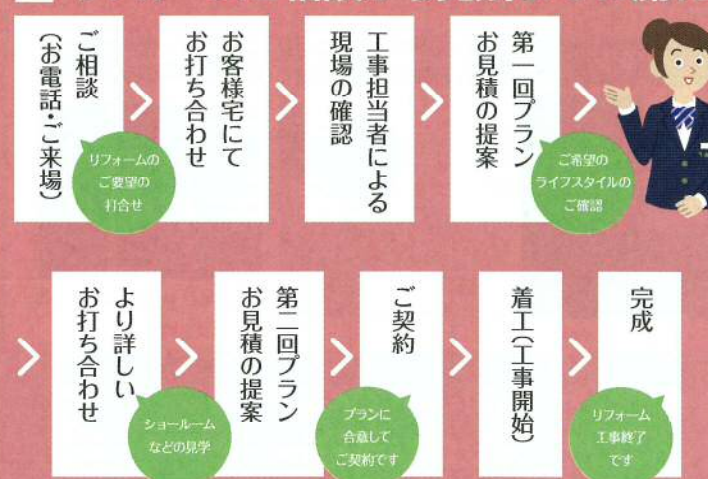 ご相談
（お電話・ご来場）
リフォームの
ご要望の
打合せ
お客様宅にて
お打ち合わせ
工事担当者による
現場の確認
第一回プラン
お見積の提案
ご希望の
ライフスタイルの
ご確認
より詳しい
お打ち合わせ
ショールーム
などの見学
第二回プラン
お見積の提案
ご契約
プランに
合意して
ご契約です
着工（工事開始）
完成
リフォーム
工事終了
です